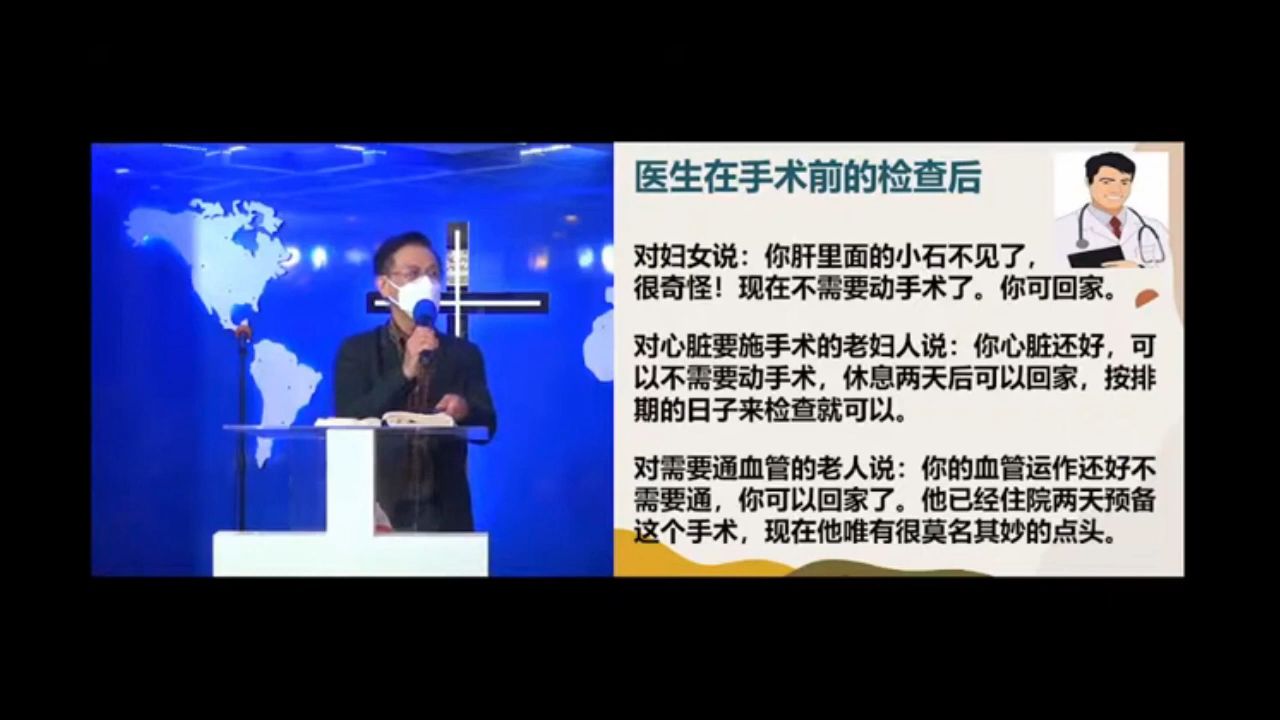 医生在手术前的检查后
对妇女说：你肝里面的小石不见了，
很奇怪！现在不需要动手术了。你可回家。
对心脏要施手术的老妇人说：你心脏还好，可
以不需要动手术，休息两天后可以回家，按排
期的日子来检查就可以。
对需要通血管的老人说：你的血管运作还好不
需要通，你可以回家了。他已经住院两天预备
这个手术，现在他唯有很莫名其妙的点头。